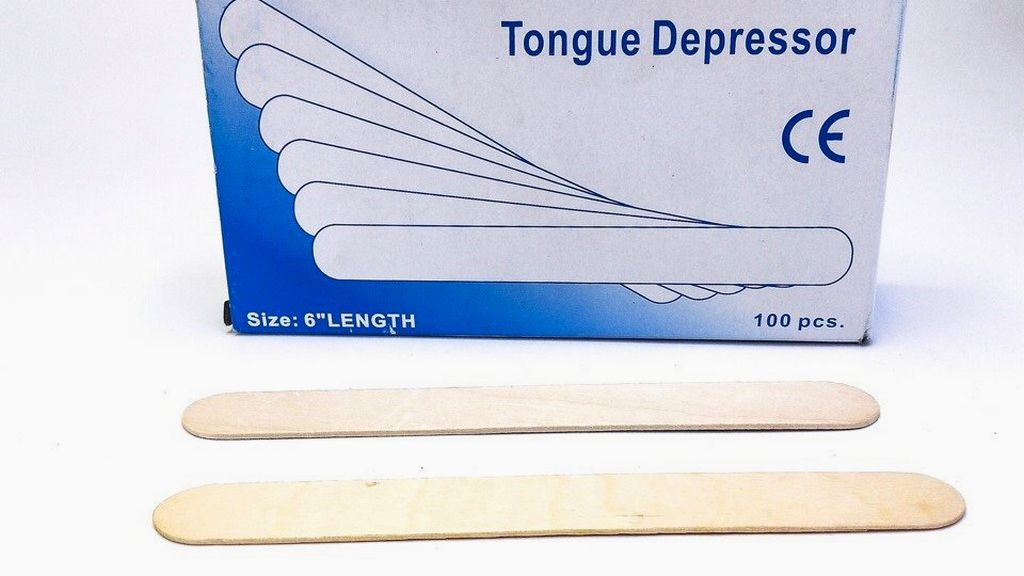 Tongue Depressor
CE
Size: 6"LENGTH
100 pcs.